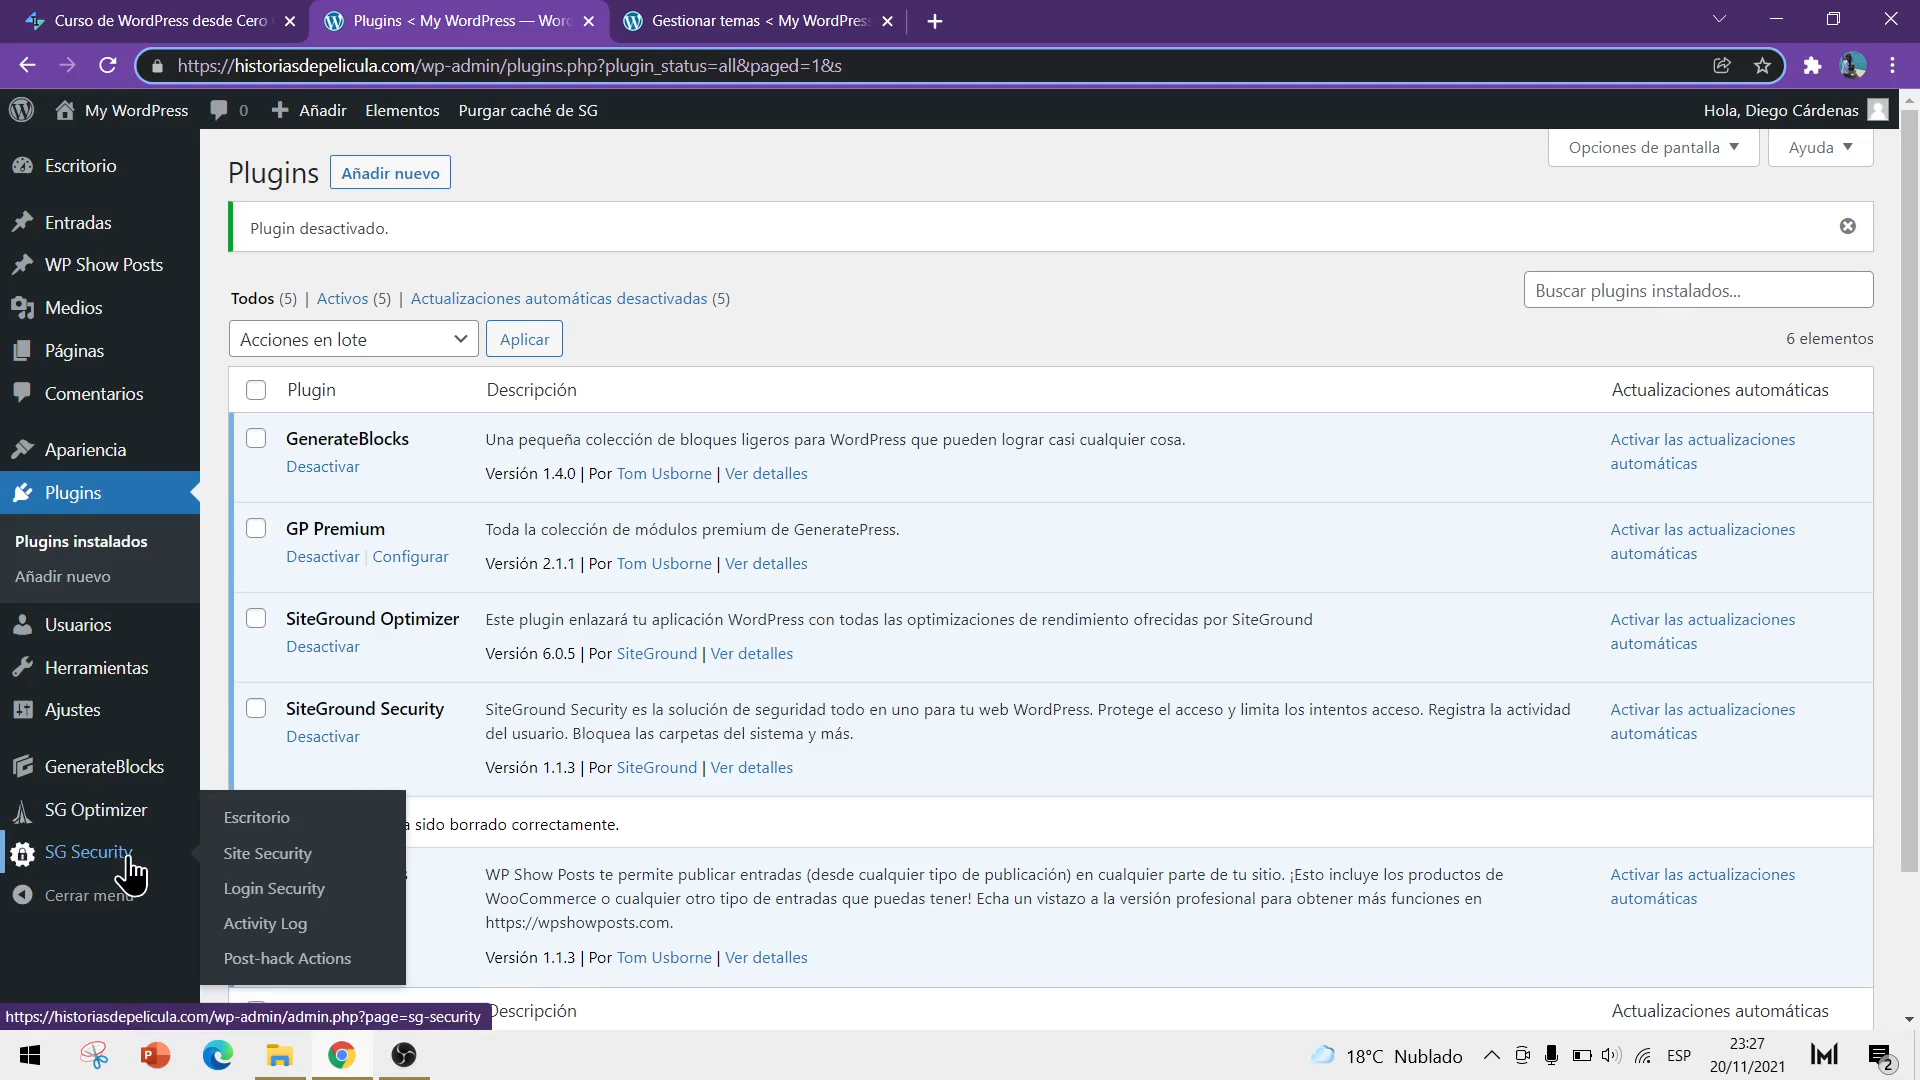 Curso de WordPress desde Cero
Plugins < My WordPress — Word
Gestionar temas < My WordPress
https://historiasdepelicula.com/wp-admin/plugins.php?plugin_status=all&paged=1&s
My WordPress
0
Añadir
Elementos
Purgar caché de SG
Hola, Diego Cárdenas
Escritorio
Entradas
WP Show Posts
Medios
Páginas
Comentarios
Apariencia
Plugins
Plugins instalados
Añadir nuevo
Usuarios
Herramientas
Ajustes
GenerateBlocks
SG Optimizer
SG Security
Cerrar menú
Escritorio
Site Security
Login Security
Activity Log
Post-hack Actions
Opciones de pantalla
Ayuda
Plugins
Añadir nuevo
Plugin desactivado.
Todos (5) | Activos (5) | Actualizaciones automáticas desactivadas (5)
Buscar plugins instalados...
Acciones en lote
Aplicar
6 elementos
Plugin
Descripción
Actualizaciones automáticas
GenerateBlocks
Desactivar
Una pequeña colección de bloques ligeros para WordPress que pueden lograr casi cualquier cosa.
Versión 1.4.0 | Por Tom Usborne | Ver detalles
Activar las actualizaciones
automáticas
GP Premium
Desactivar | Configurar
Toda la colección de módulos premium de GeneratePress.
Versión 2.1.1 | Por Tom Usborne | Ver detalles
Activar las actualizaciones
automáticas
SiteGround Optimizer
Desactivar
Este plugin enlazará tu aplicación WordPress con todas las optimizaciones de rendimiento ofrecidas por SiteGround
Versión 6.0.5 | Por SiteGround | Ver detalles
Activar las actualizaciones
automáticas
SiteGround Security
Desactivar
SiteGround Security es la solución de seguridad todo en uno para tu web WordPress. Protege el acceso y limita los intentos acceso. Registra la actividad
del usuario. Bloquea las carpetas del sistema y más.
Versión 1.1.3 | Por SiteGround | Ver detalles
Activar las actualizaciones
automáticas
a sido borrado correctamente.
WP Show Posts te permite publicar entradas (desde cualquier tipo de publicación) en cualquier parte de tu sitio. ¡Esto incluye los productos de
WooCommerce o cualquier otro tipo de entradas que puedas tener! Echa un vistazo a la versión profesional para obtener más funciones en
https://wpshowposts.com.
Versión 1.1.3 | Por Tom Usborne | Ver detalles
Activar las actualizaciones
automáticas
Descripción
Actualizaciones automáticas
https://historiasdepelicula.com/wp-admin/admin.php?page=sg-security
18°C Nublado
ESP
23:27
20/11/2021
2